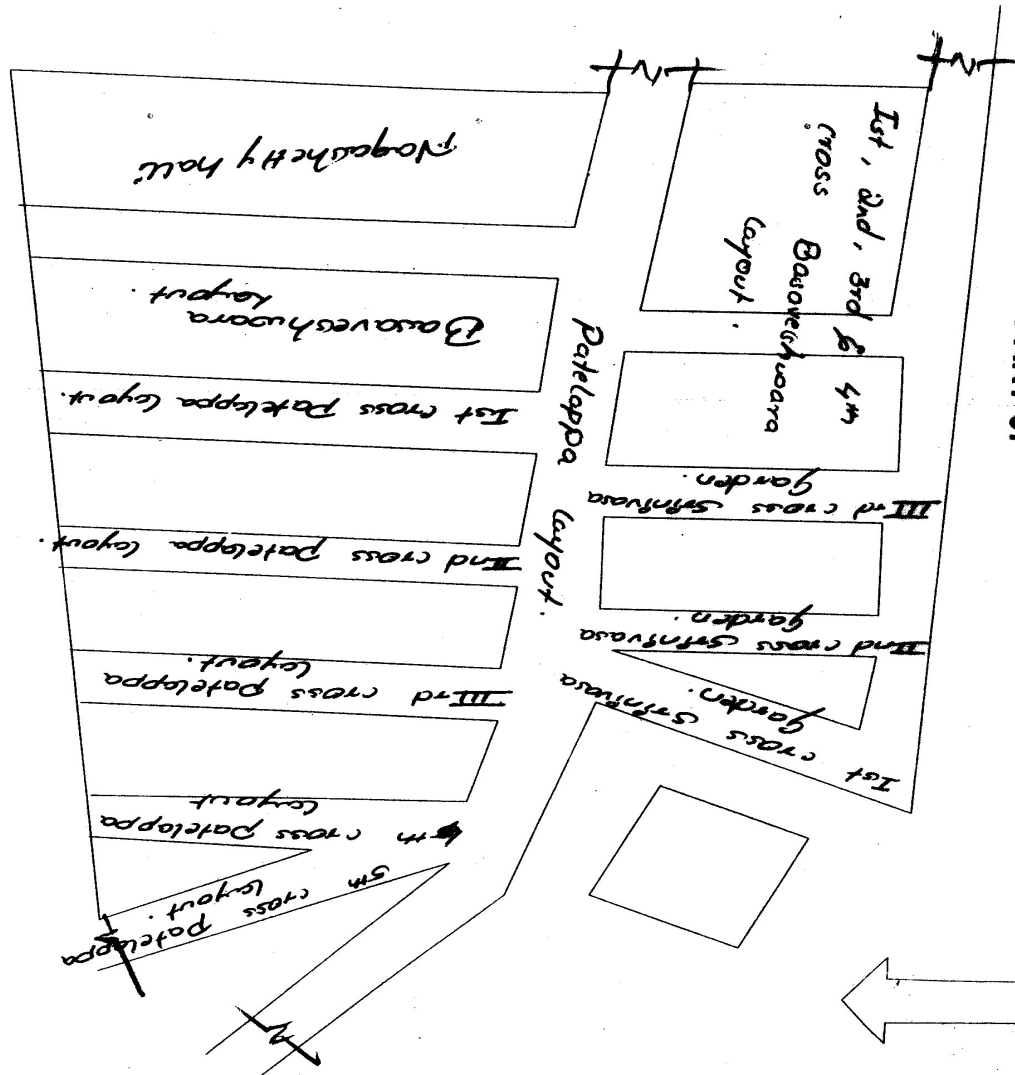 Nagashetty halli
Basaveshwara
Layout.
Ist cross Patelappa layout.
IInd cross Patelappa layout.
IIIrd cross Patelappa
layout.
4th cross Patelappa
layout
5th cross Patelappa
layout.
Patelappa layout.
Ist, 2nd, 3rd & 4th
cross Basaveshwara
Layout.
IIIrd cross Srinivasa
garden.
IInd cross Srinivasa
garden.
Ist cross Srinivasa
garden.